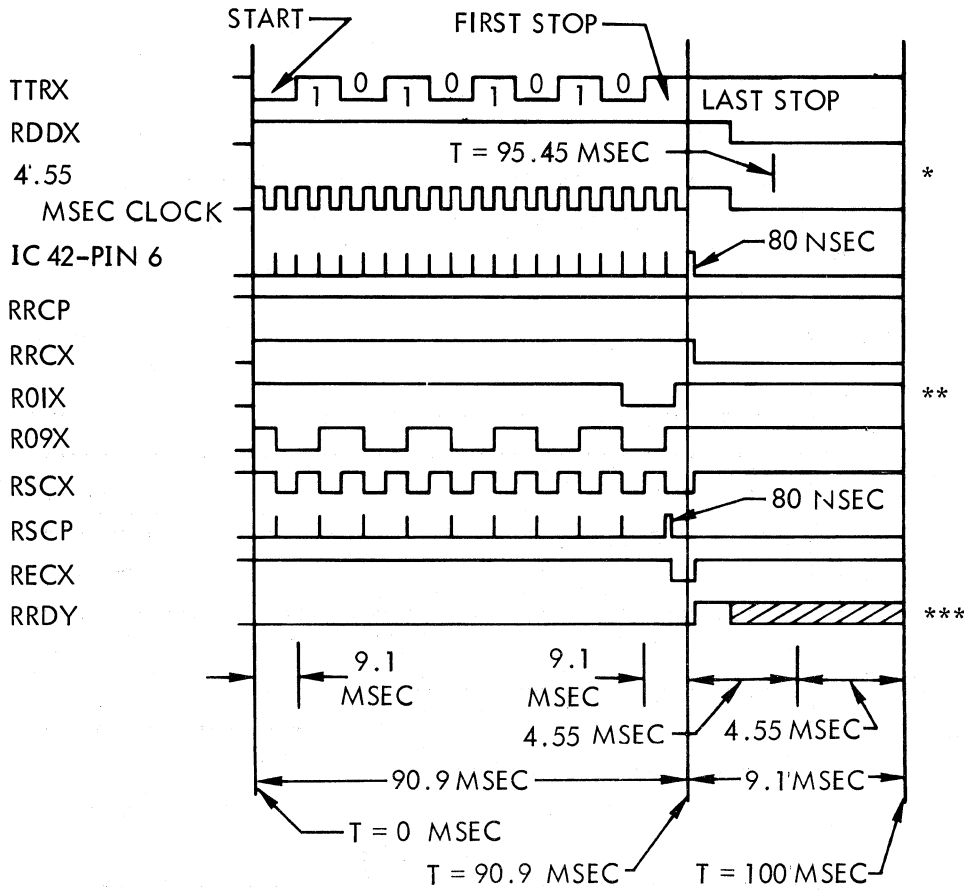 START
FIRST STOP
TTRX
0 0 0 0
1 1 1 1
LAST STOP
RDDX
T = 95.45 MSEC
4.55
*
MSEC CLOCK
IC 42-PIN 6
80 NSEC
RRCP
RRCX
R01X
**
R09X
RSCX
80 NSEC
RSCP
RECX
RRDY
***
9.1
MSEC
9.1
MSEC
4.55 MSEC
4.55 MSEC
90.9 MSEC
9.1 MSEC
T = 0 MSEC
T = 90.9 MSEC
T = 100 MSEC